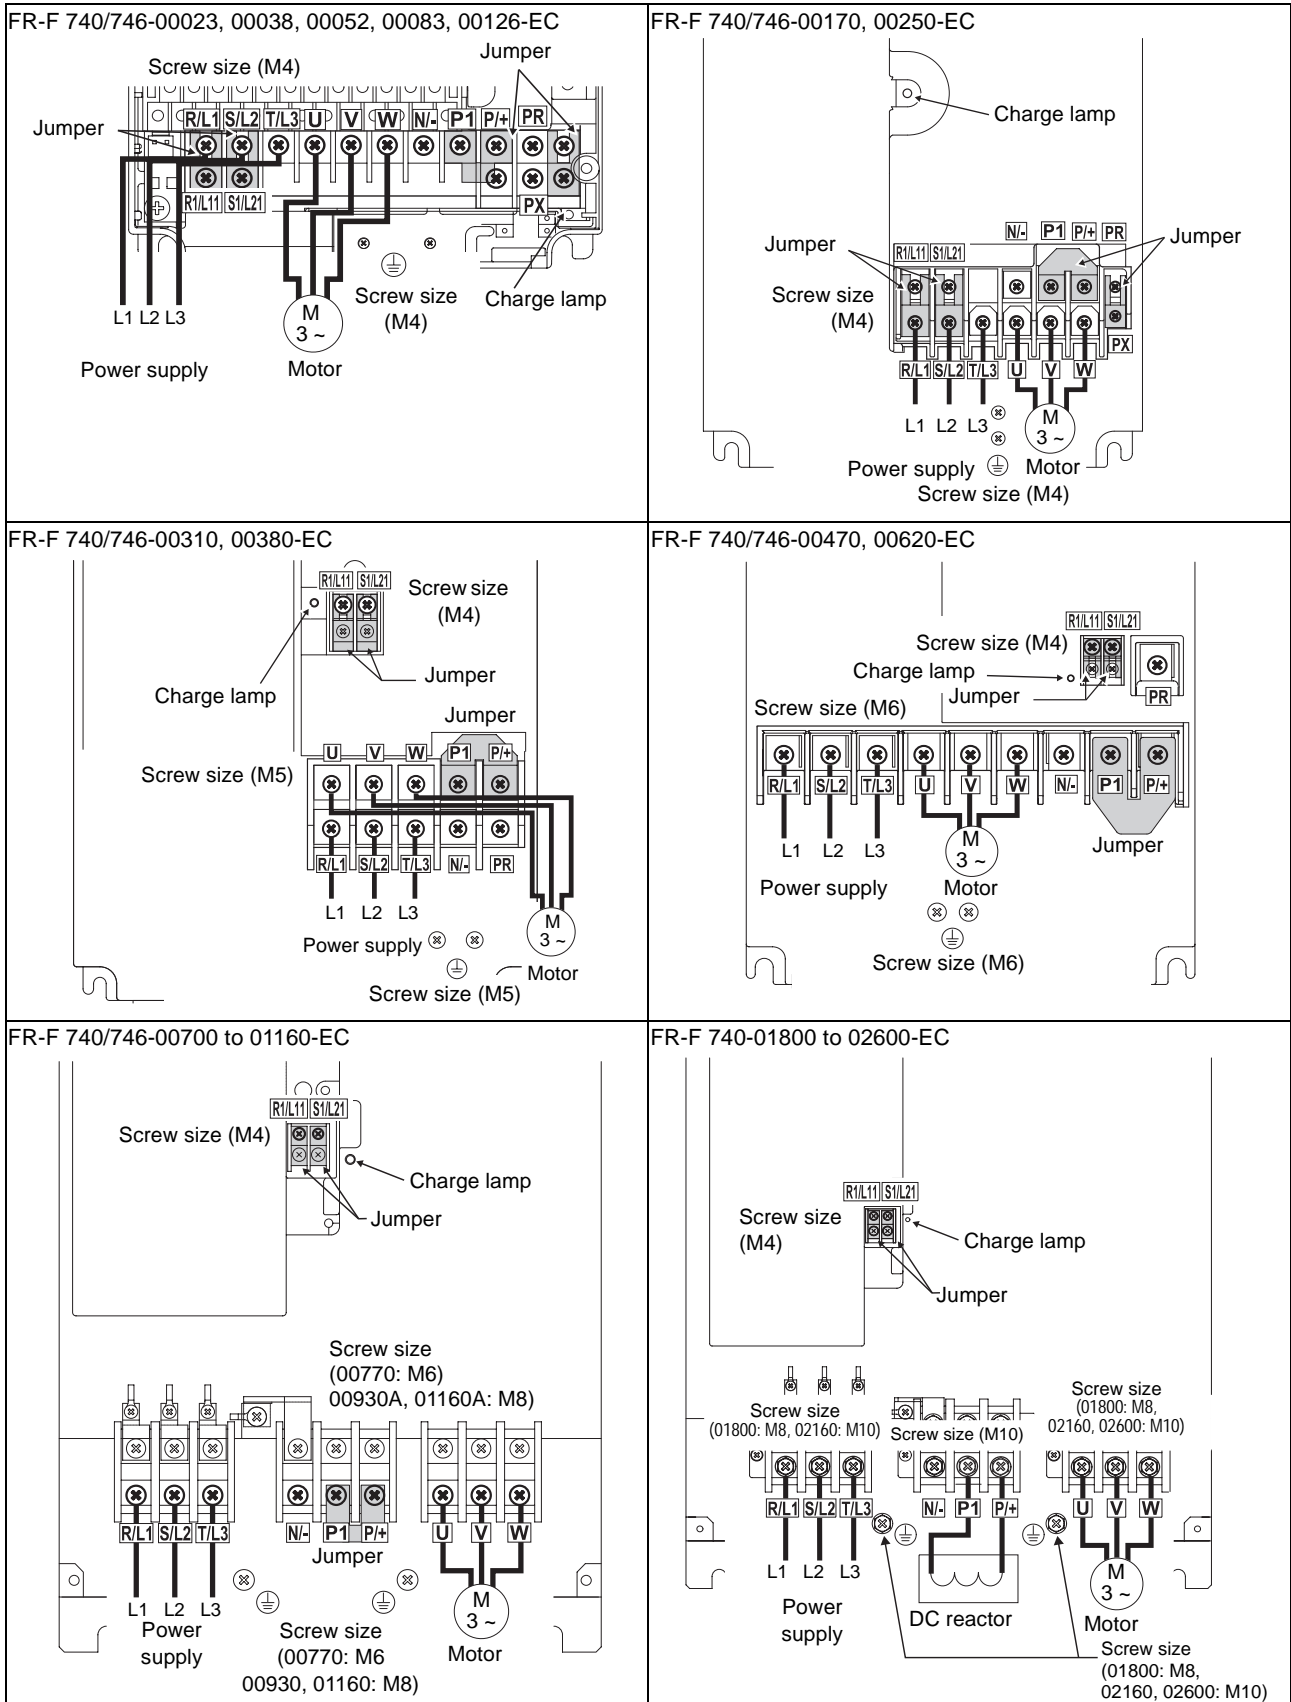 FR-F 740/746-00023, 00038, 00052, 00083, 00126-EC
Jumper
Screw size (M4)
R/L1 S/L2 T/L3 U V W N/- P1 P/+ PR
Jumper
R1/L11 S1/L21
PX
Screw size
(M4)
Charge lamp
L1 L2 L3
M
3 ~
Power supply
Motor
FR-F 740/746-00170, 00250-EC
Charge lamp
N/- P1 P/+ PR
Jumper
R1/L11 S1/L21
Jumper
Screw size
(M4)
PX
R/L1 S/L2 T/L3 U V W
L1 L2 L3
M
3 ~
Power supply
Motor
Screw size (M4)
FR-F 740/746-00310, 00380-EC
R1/L11 S1/L21
Screw size
(M4)
Jumper
Charge lamp
Jumper
U V W P1 P/+
Screw size (M5)
R/L1 S/L2 T/L3 N/- PR
L1 L2 L3
M
3 ~
Power supply
Motor
Screw size (M5)
FR-F 740/746-00470, 00620-EC
R1/L11 S1/L21
Screw size (M4)
Charge lamp
Jumper
PR
Screw size (M6)
R/L1 S/L2 T/L3 U V W N/- P1 P/+
L1 L2 L3
M
3 ~
Jumper
Power supply
Motor
Screw size (M6)
FR-F 740/746-00700 to 01160-EC
R1/L11 S1/L21
Screw size (M4)
Charge lamp
Jumper
Screw size
(00770: M6)
00930A, 01160A: M8)
R/L1 S/L2 T/L3 N/- P1 P/+ U V W
Jumper
L1 L2 L3
M
3 ~
Power
supply
Screw size
(00770: M6
00930, 01160: M8)
Motor
FR-F 740-01800 to 02600-EC
R1/L11 S1/L21
Screw size
(M4)
Charge lamp
Jumper
Screw size
(01800: M8, 02160: M10)
Screw size (M10)
Screw size
(01800: M8,
02160, 02600: M10)
R/L1 S/L2 T/L3 N/- P1 P/+ U V W
L1 L2 L3
M
3 ~
Power
supply
DC reactor
Motor
Screw size
(01800: M8,
02160, 02600: M10)